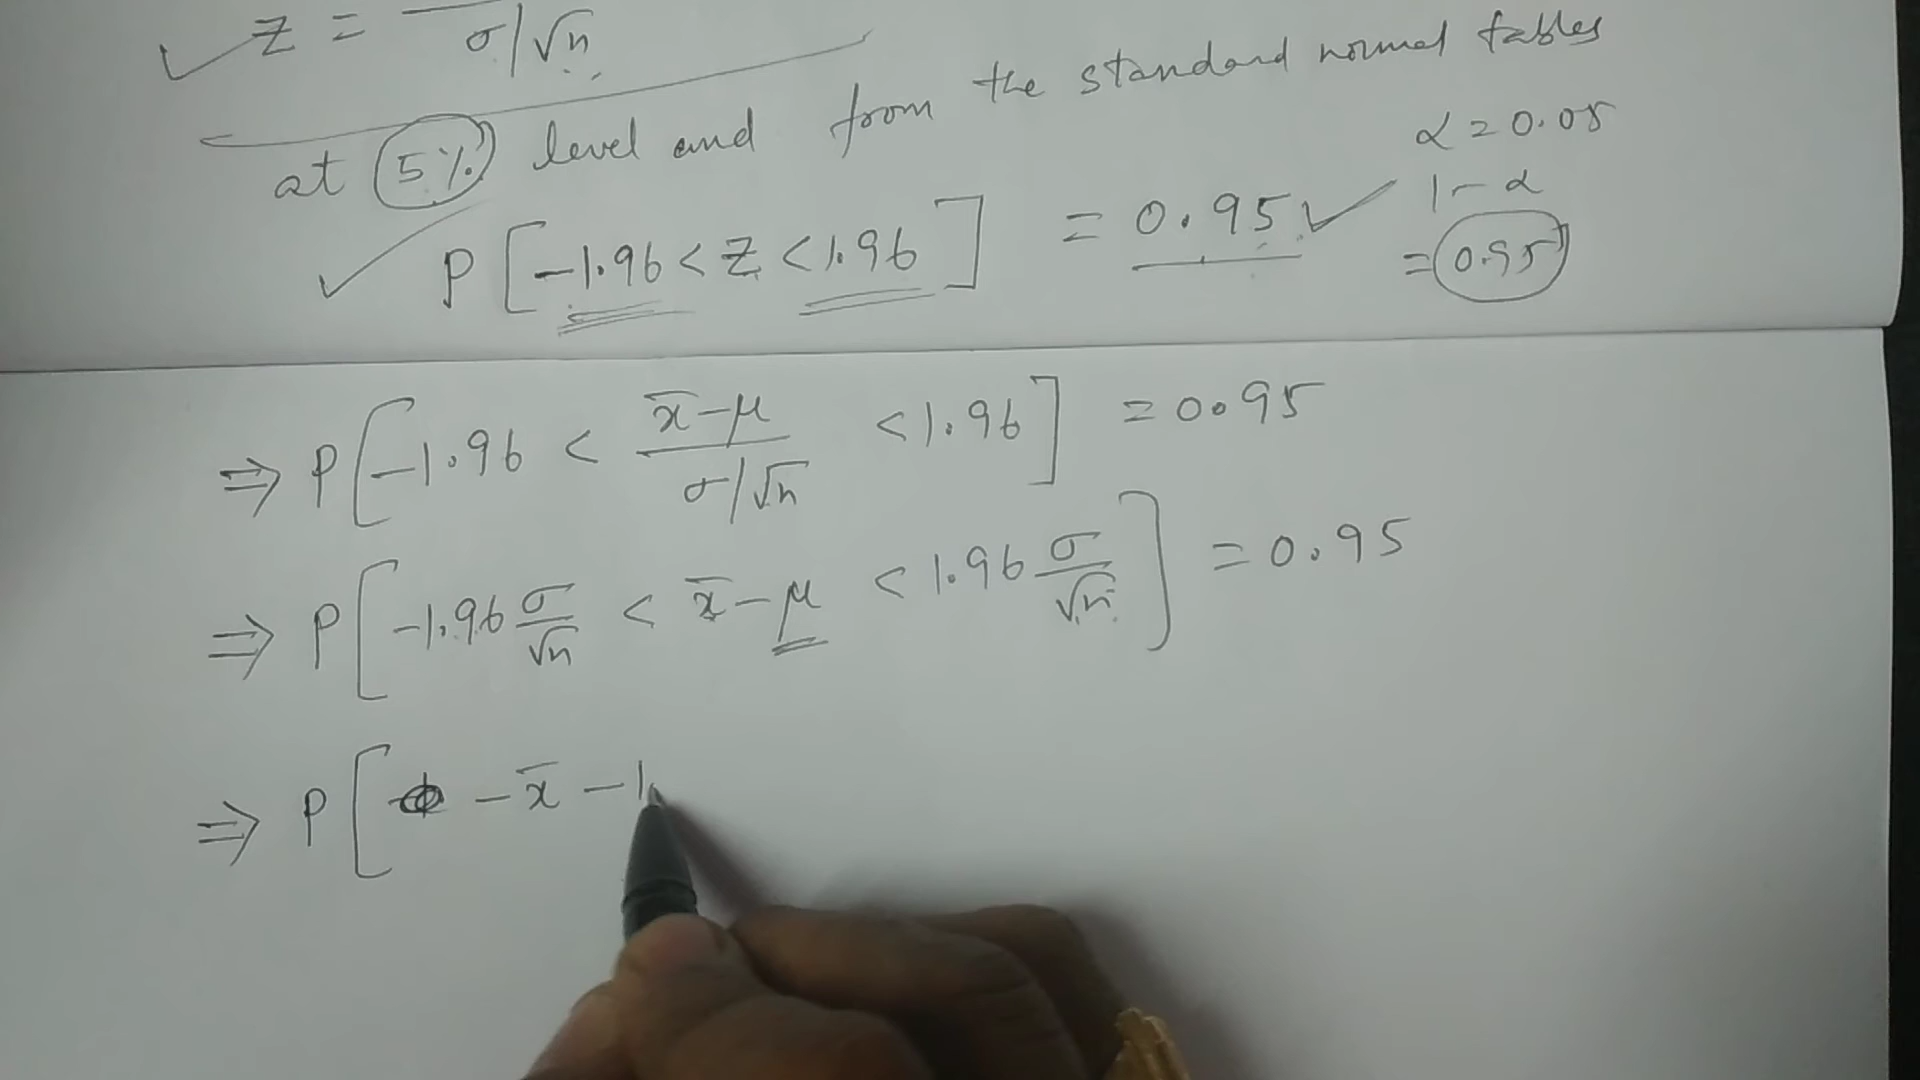 z = ― / σ/√n
at 5% level and from the standard normal tables
α = 0.05
1 - α
P[-1.96 < z < 1.96] = 0.95
= 0.95
⇒ P[-1.96 < (x̄-μ)/(σ/√n) < 1.96] = 0.95
⇒ P[-1.96 σ/√n < x̄-μ < 1.96 σ/√n] = 0.95
⇒ P[ -x̄ - 1.